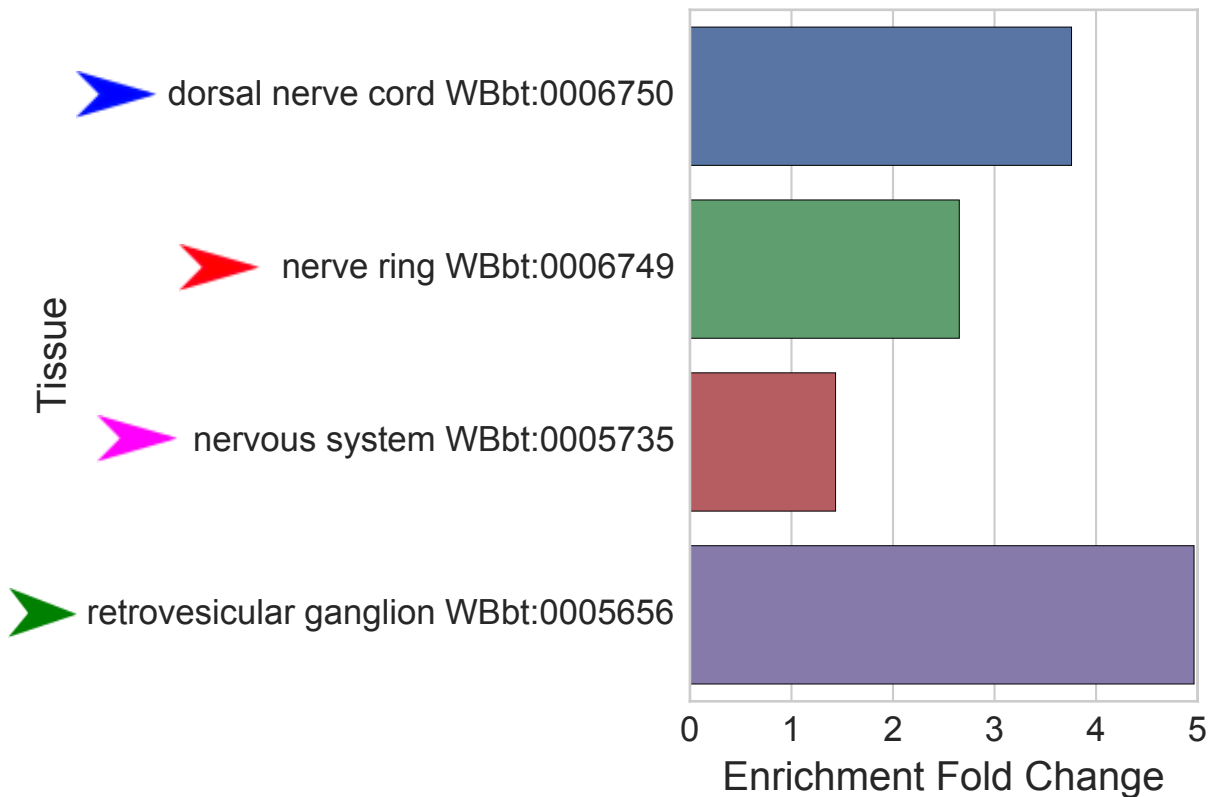 Tissue
dorsal nerve cord WBbt:0006750
nerve ring WBbt:0006749
nervous system WBbt:0005735
retrovesicular ganglion WBbt:0005656
0 1 2 3 4 5
Enrichment Fold Change